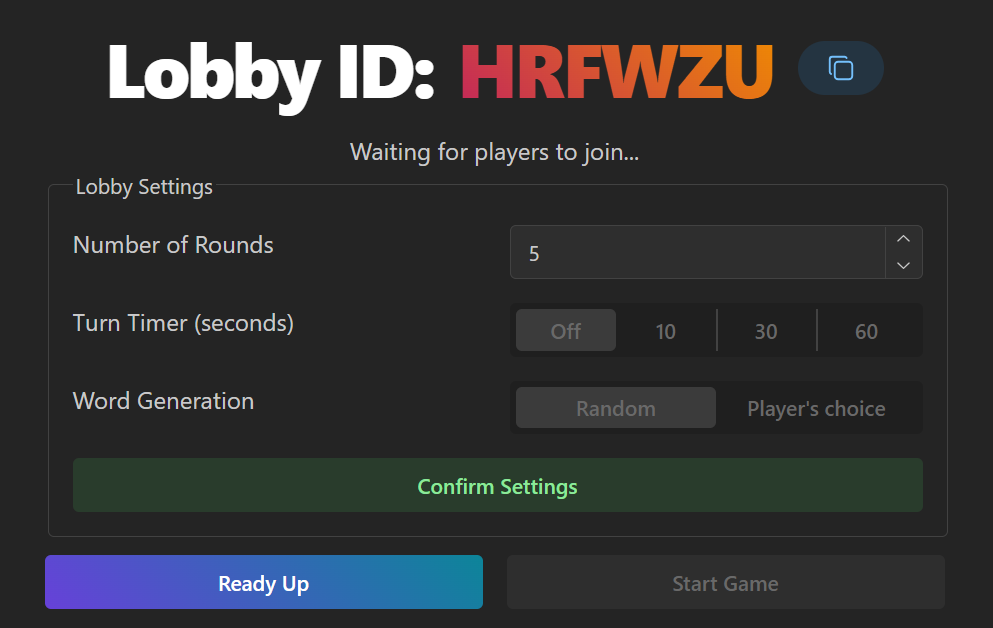 Lobby ID: HRFWZU
Waiting for players to join...
Lobby Settings
Number of Rounds
5
Turn Timer (seconds)
Off 10 30 60
Word Generation
Random Player's choice
Confirm Settings
Ready Up Start Game